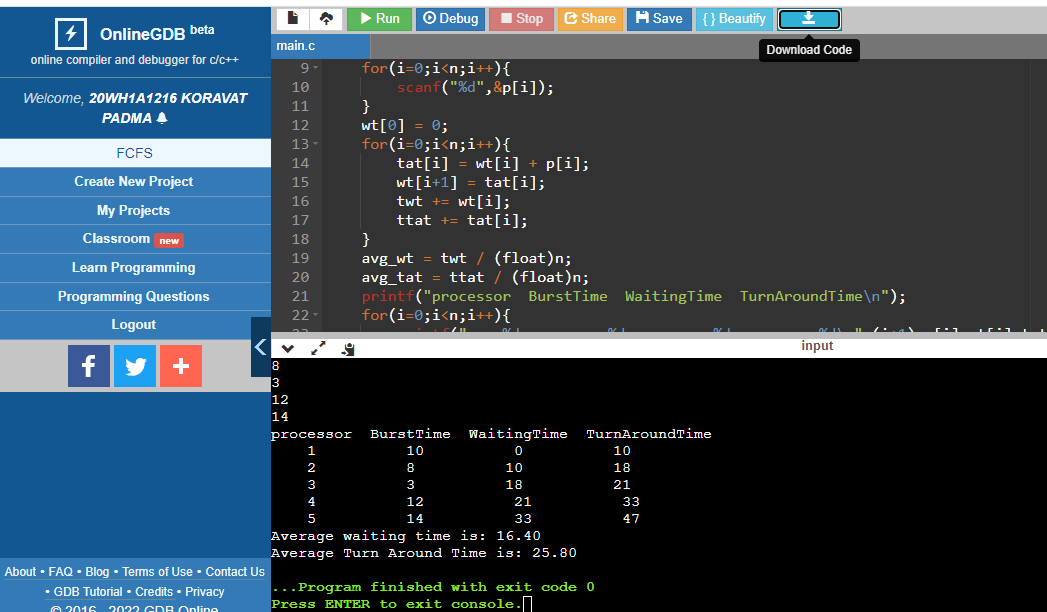 OnlineGDB beta
online compiler and debugger for c/c++
Welcome, 20WH1A1216 KORAVAT
PADMA
FCFS
Create New Project
My Projects
Classroom new
Learn Programming
Programming Questions
Logout
About • FAQ • Blog • Terms of Use • Contact Us
• GDB Tutorial • Credits • Privacy
© 2016 - 2022 GDB Online
Run Debug Stop Share Save { } Beautify
Download Code
main.c
9 for(i=0;i<n;i++){
10 scanf("%d",&p[i]);
11 }
12 wt[0] = 0;
13 for(i=0;i<n;i++){
14 tat[i] = wt[i] + p[i];
15 wt[i+1] = tat[i];
16 twt += wt[i];
17 ttat += tat[i];
18 }
19 avg_wt = twt / (float)n;
20 avg_tat = ttat / (float)n;
21 printf("processor  BurstTime  WaitingTime  TurnAroundTime\n");
22 for(i=0;i<n;i++){
input
8
3
12
14
processor  BurstTime  WaitingTime  TurnAroundTime
1 10 0 10
2 8 10 18
3 3 18 21
4 12 21 33
5 14 33 47
Average waiting time is: 16.40
Average Turn Around Time is: 25.80
...Program finished with exit code 0
Press ENTER to exit console.